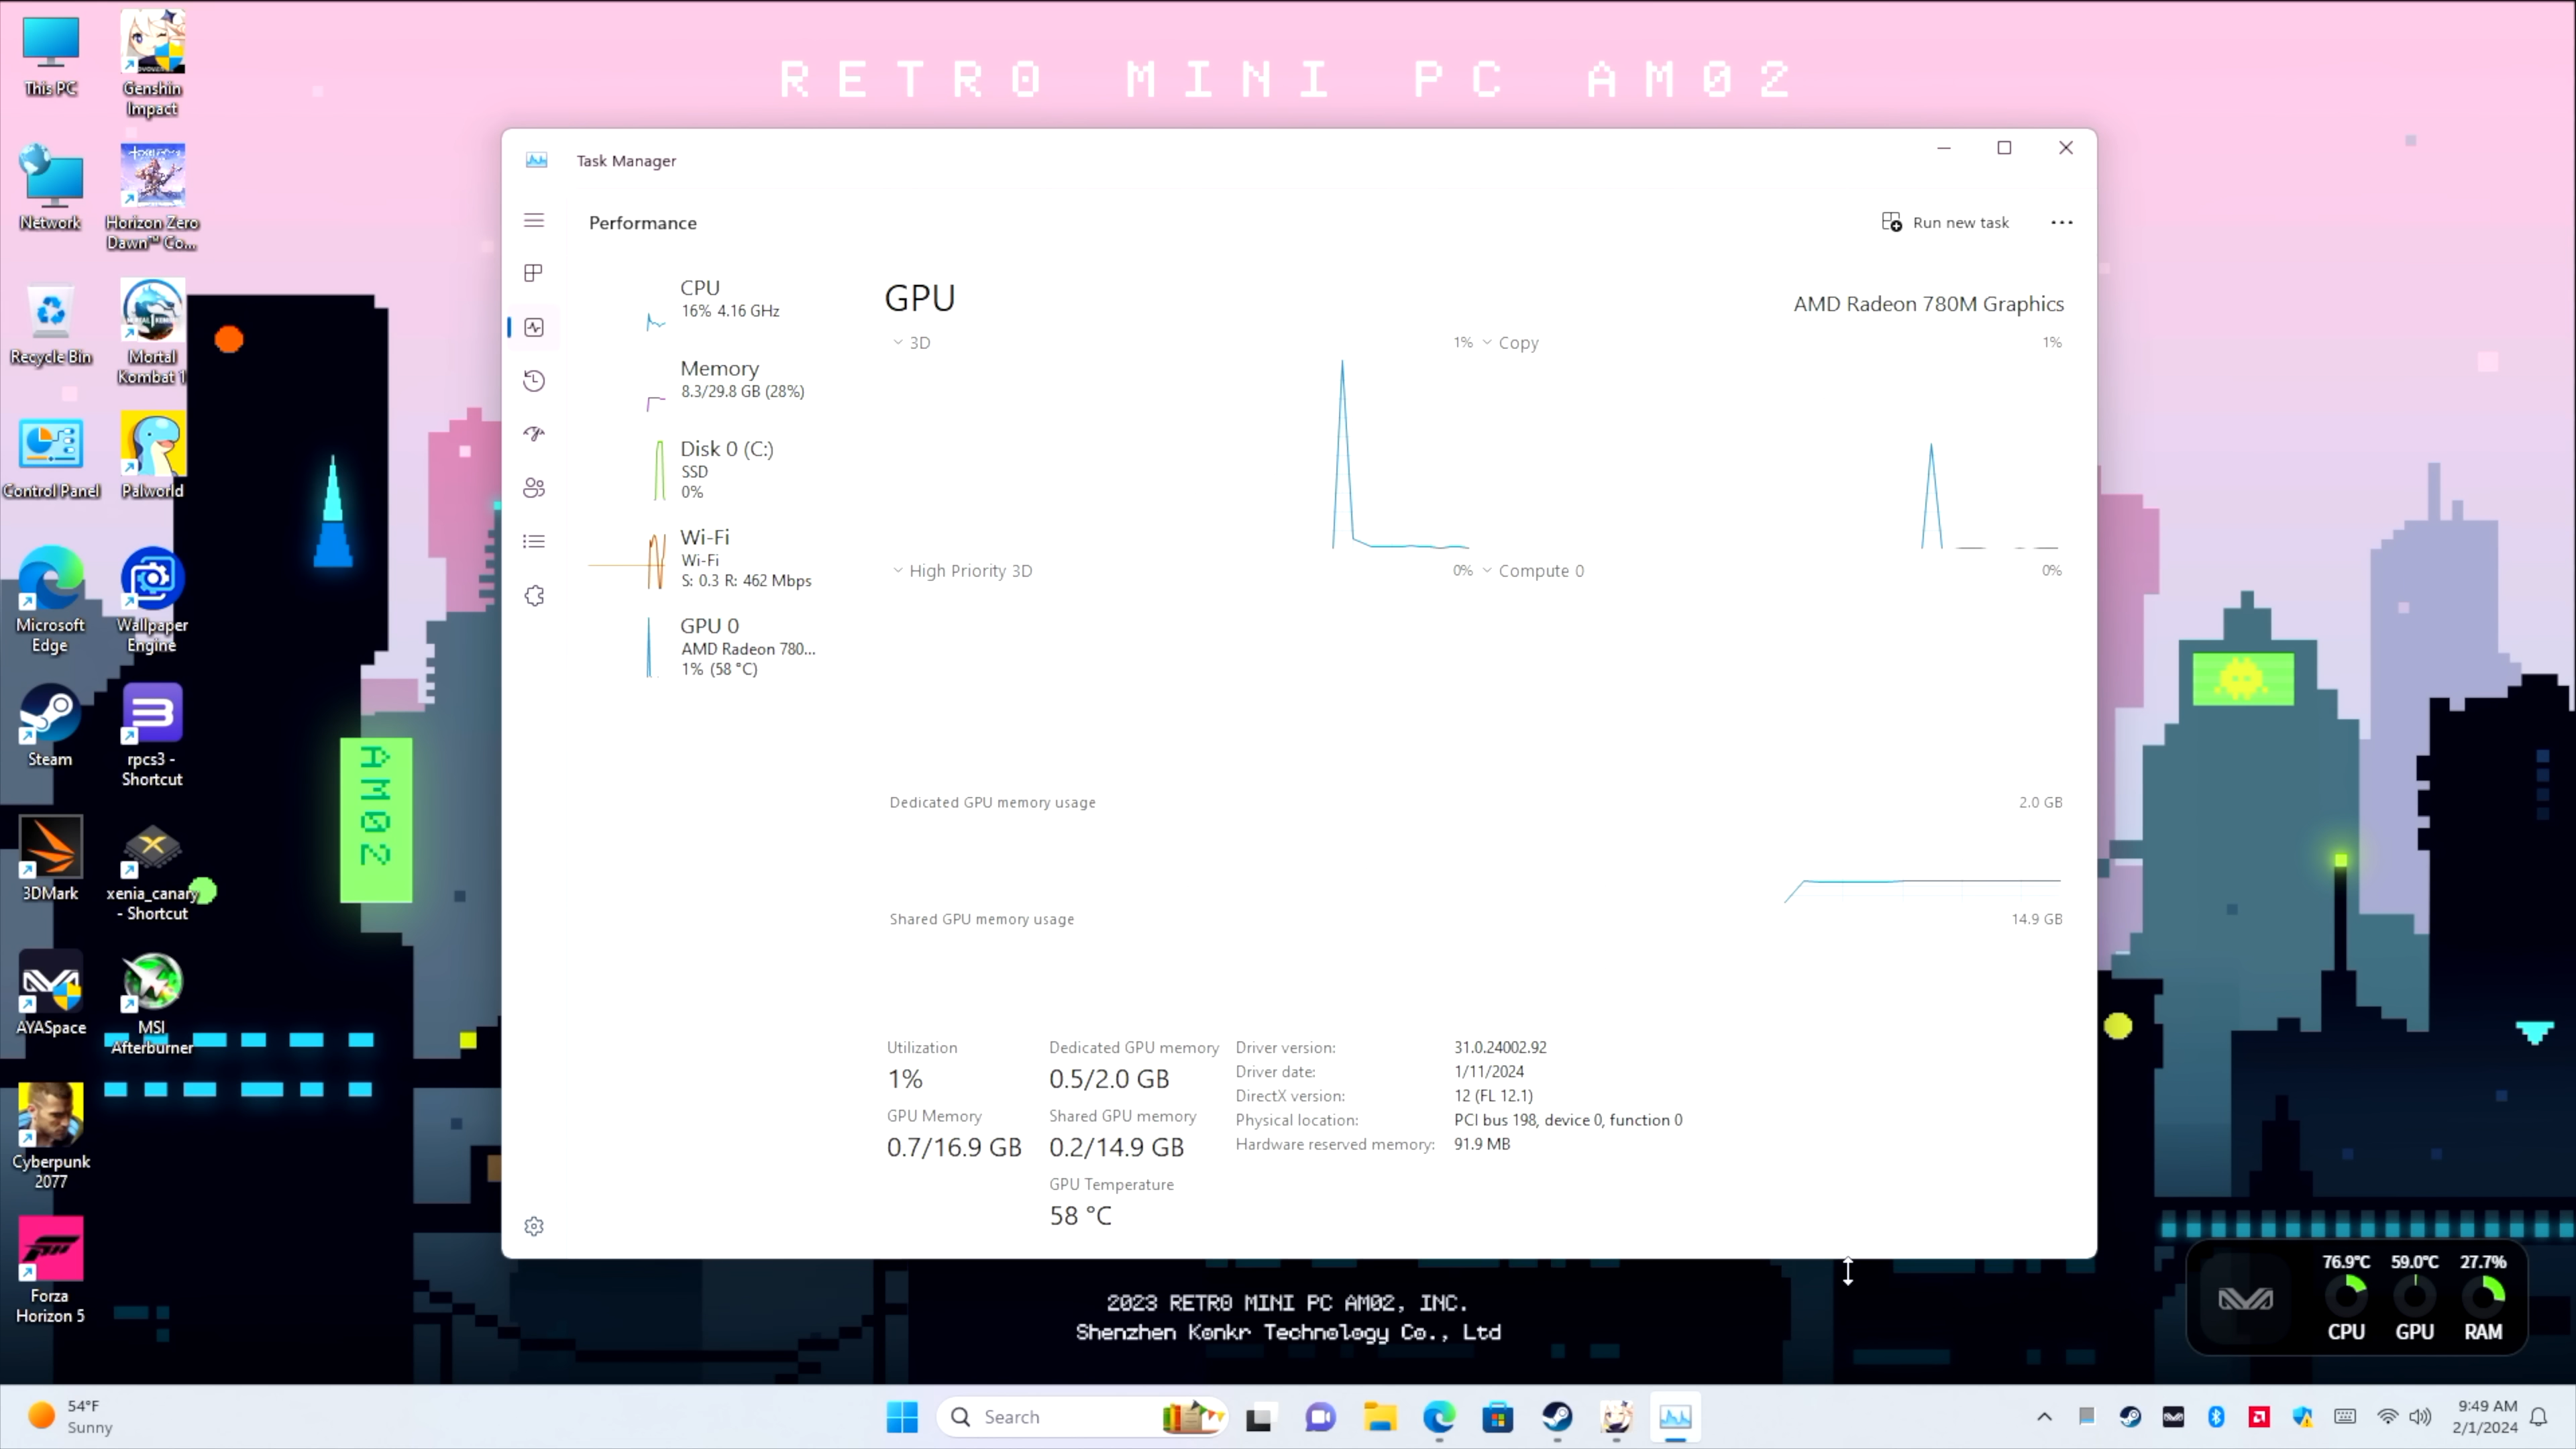 RETRO MINI PC AM02
This PC
Genshin
Impact
Network
Horizon Zero
Dawn™ Co...
Recycle Bin
Mortal
Kombat 1
Control Panel
Palworld
Microsoft
Edge
Wallpaper
Engine
Steam
rpcs3 -
Shortcut
3DMark
xenia_canary
- Shortcut
AYASpace
MSI
Afterburner
Cyberpunk
2077
Forza
Horizon 5
AM02
Task Manager
Performance
Run new task
CPU
16% 4.16 GHz
Memory
8.3/29.8 GB (28%)
Disk 0 (C:)
SSD
0%
Wi-Fi
Wi-Fi
S: 0.3 R: 462 Mbps
GPU 0
AMD Radeon 780...
1% (58 °C)
GPU
AMD Radeon 780M Graphics
3D 1% Copy 1%
High Priority 3D 0% Compute 0 0%
Dedicated GPU memory usage 2.0 GB
Shared GPU memory usage 14.9 GB
Utilization
1%
GPU Memory
0.7/16.9 GB
Dedicated GPU memory
0.5/2.0 GB
Shared GPU memory
0.2/14.9 GB
GPU Temperature
58 °C
Driver version: 31.0.24002.92
Driver date: 1/11/2024
DirectX version: 12 (FL 12.1)
Physical location: PCI bus 198, device 0, function 0
Hardware reserved memory: 91.9 MB
2023 RETRO MINI PC AM02, INC.
Shenzhen Konkr Technology Co., Ltd
76.9℃ 59.0℃ 27.7%
CPU GPU RAM
54°F
Sunny
Search
9:49 AM
2/1/2024